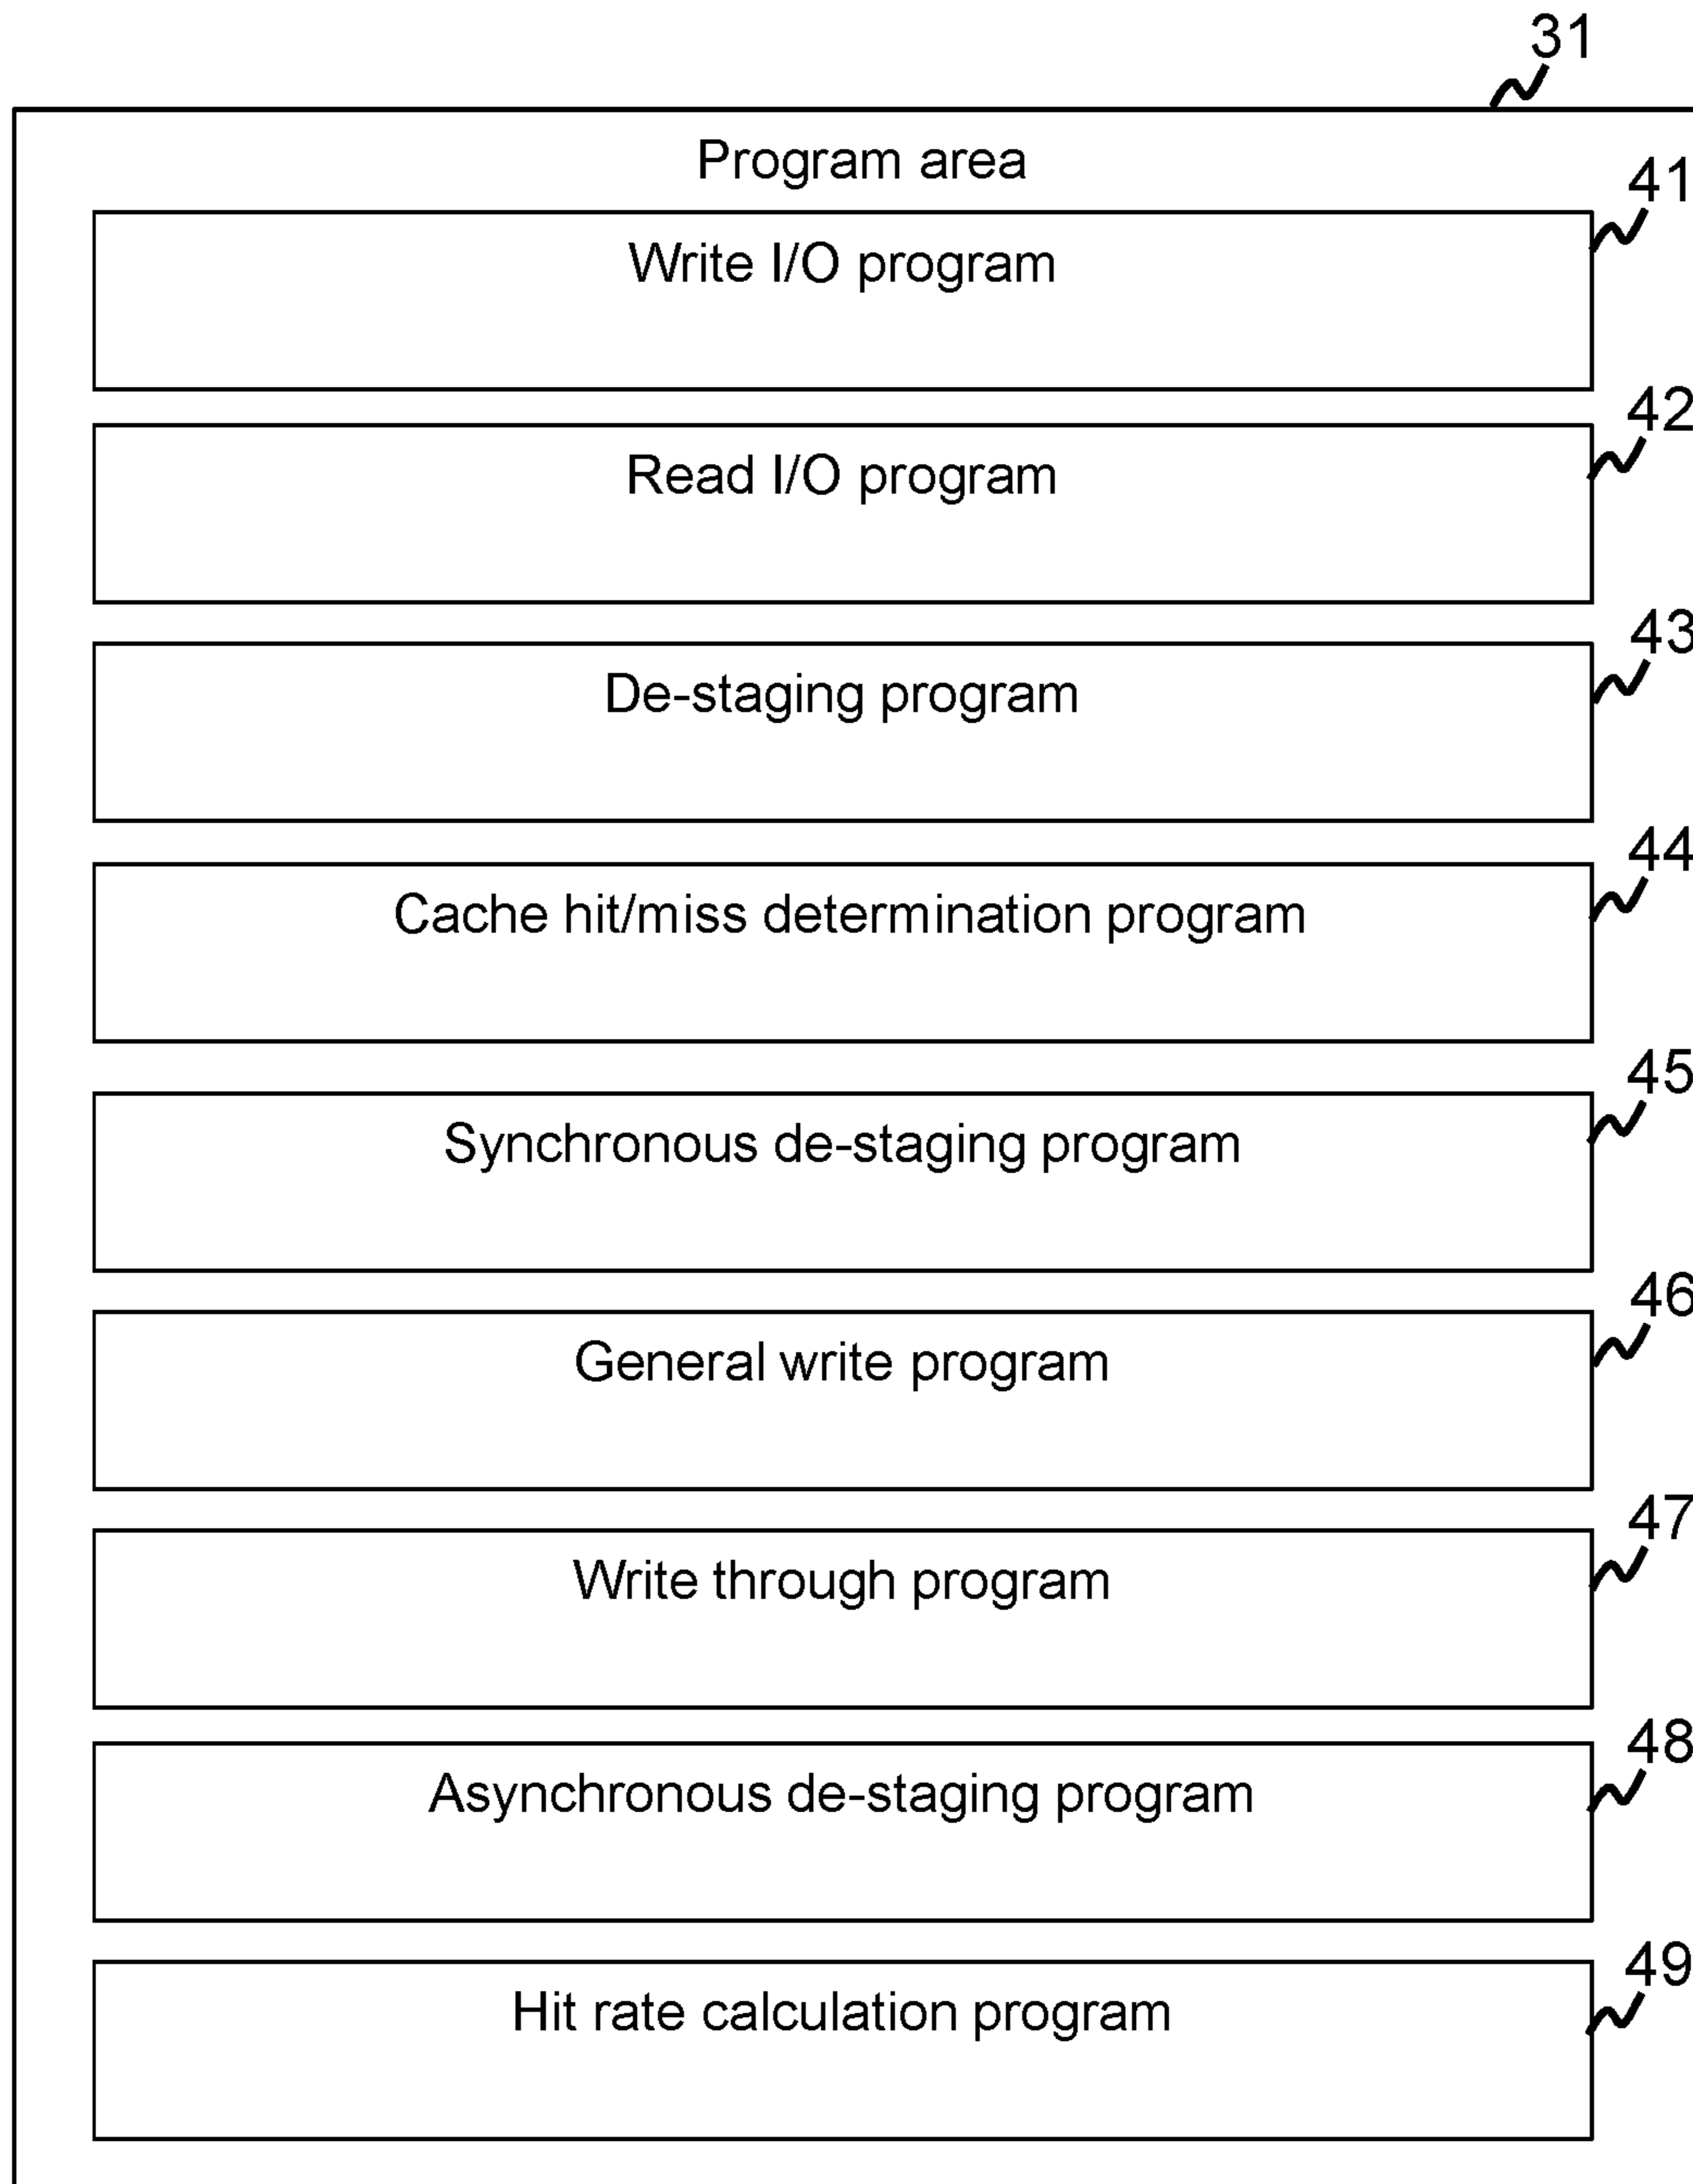 31
Program area
41
Write I/O program
42
Read I/O program
43
De-staging program
44
Cache hit/miss determination program
45
Synchronous de-staging program
46
General write program
47
Write through program
48
Asynchronous de-staging program
49
Hit rate calculation program